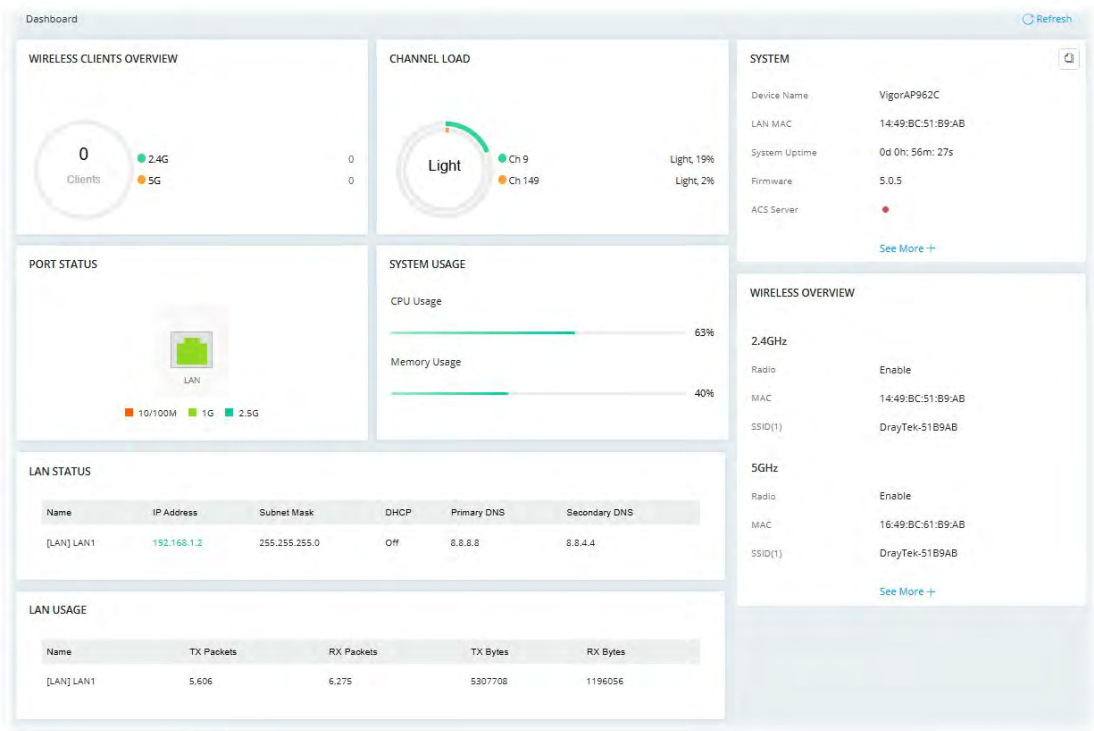 Dashboard
Refresh
WIRELESS CLIENTS OVERVIEW
0
Clients
2.4G 0
5G 0
CHANNEL LOAD
Light
Ch 9 Light, 19%
Ch 149 Light, 2%
SYSTEM
Device Name VigorAP962C
LAN MAC 14:49:BC:51:B9:AB
System Uptime 0d 0h: 56m: 27s
Firmware 5.0.5
ACS Server
See More +
PORT STATUS
LAN
10/100M 1G 2.5G
SYSTEM USAGE
CPU Usage
63%
Memory Usage
40%
WIRELESS OVERVIEW
2.4GHz
Radio Enable
MAC 14:49:BC:51:B9:AB
SSID(1) DrayTek-51B9AB
5GHz
Radio Enable
MAC 16:49:BC:61:B9:AB
SSID(1) DrayTek-51B9AB
See More +
LAN STATUS
Name IP Address Subnet Mask DHCP Primary DNS Secondary DNS
[LAN] LAN1 192.168.1.2 255.255.255.0 Off 8.8.8.8 8.8.4.4
LAN USAGE
Name TX Packets RX Packets TX Bytes RX Bytes
[LAN] LAN1 5,606 6,275 5307708 1196056